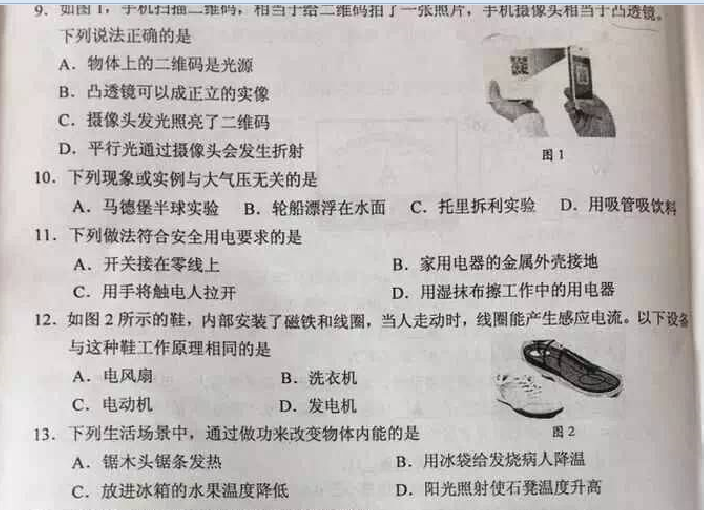 9. 如图1，手机扫描二维码，相当于给二维码拍了一张照片，手机摄像头相当于凸透镜。
下列说法正确的是
A．物体上的二维码是光源
B．凸透镜可以成正立的实像
C．摄像头发光照亮了二维码
D．平行光通过摄像头会发生折射
图1
10．下列现象或实例与大气压无关的是
A．马德堡半球实验 B．轮船漂浮在水面 C．托里拆利实验 D．用吸管吸饮料
11．下列做法符合安全用电要求的是
A．开关接在零线上 B．家用电器的金属外壳接地
C．用手将触电人拉开 D．用湿抹布擦工作中的用电器
12．如图2所示的鞋，内部安装了磁铁和线圈，当人走动时，线圈能产生感应电流。以下设备
与这种鞋工作原理相同的是
A．电风扇 B．洗衣机
C．电动机 D．发电机
图2
13．下列生活场景中，通过做功来改变物体内能的是
A．锯木头锯条发热 B．用冰袋给发烧病人降温
C．放进冰箱的水果温度降低 D．阳光照射使石凳温度升高